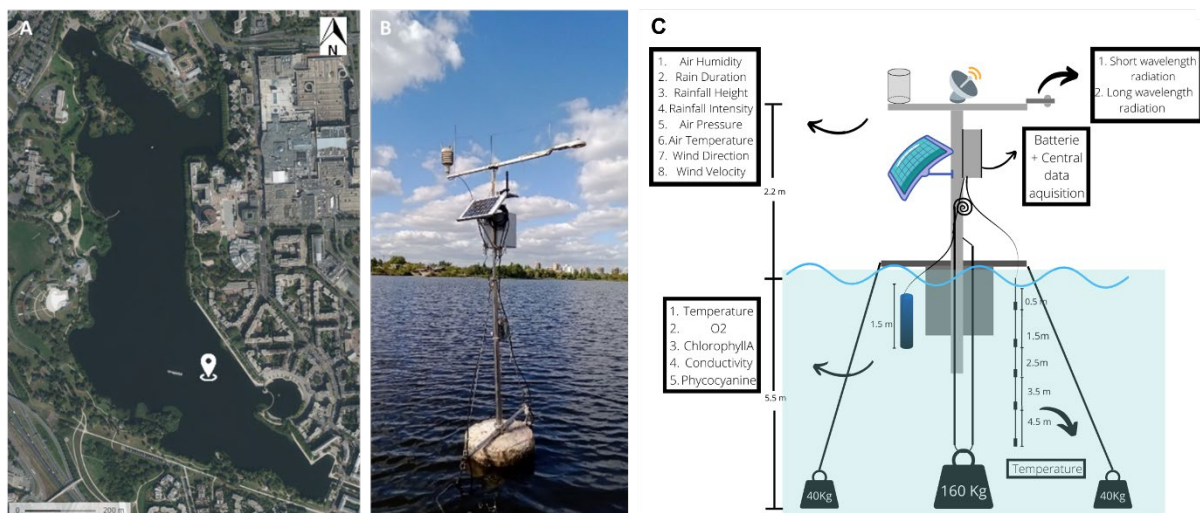 A
N
0 200 m
B
C
1. Air Humidity
2. Rain Duration
3. Rainfall Height
4. Rainfall Intensity
5. Air Pressure
6. Air Temperature
7. Wind Direction
8. Wind Velocity
1. Short wavelength
radiation
2. Long wavelength
radiation
Batterie
+ Central
data
aquisition
2.2 m
1. Temperature
2. O2
3. ChlorophyllA
4. Conductivity
5. Phycocyanine
1.5 m
0.5 m
1.5m
2.5m
3.5 m
4.5 m
5.5 m
Temperature
40Kg
160 Kg
40Kg